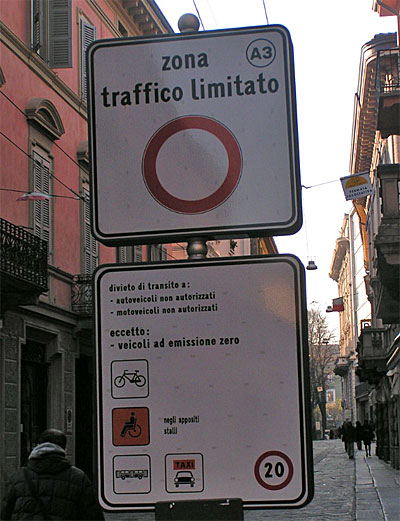 zona
A3
traffico limitato
divieto di transito a:
- autoveicoli non autorizzati
- motoveicoli non autorizzati
eccetto:
- veicoli ad emissione zero
negli appositi
stalli
TAXI
20